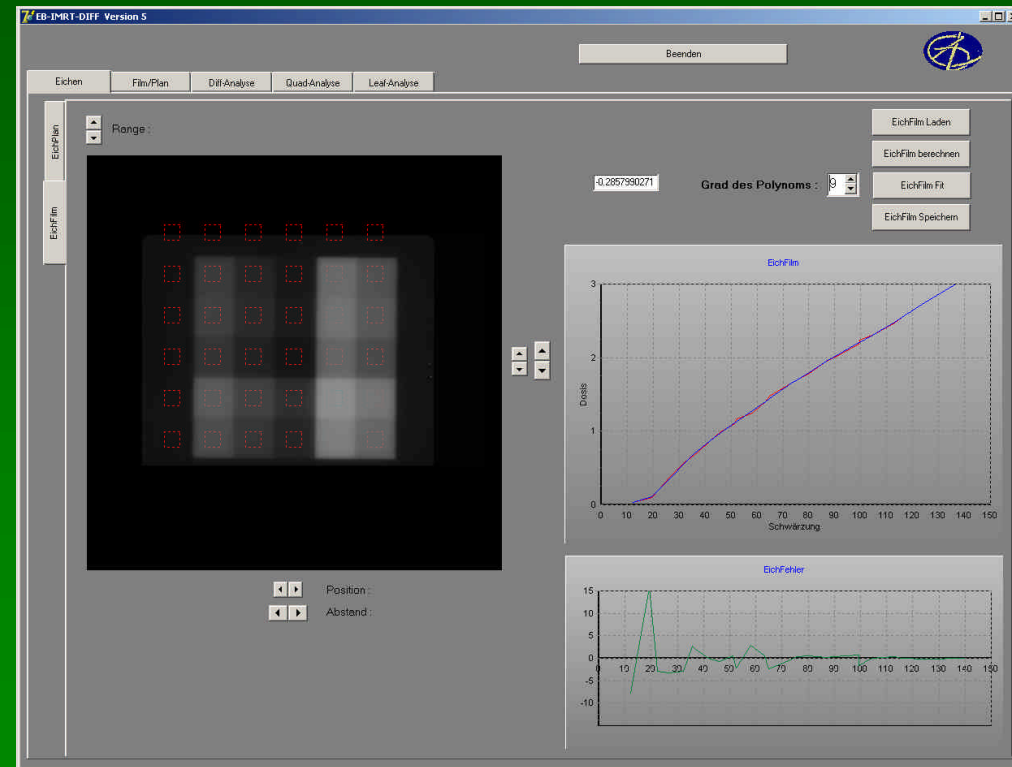 EB-IMRT-DIFF Version 5
Beenden
Eichen
Film/Plan
Diff-Analyse
Quad-Analyse
Leaf-Analyse
EichPlan
EichFilm
Range :
Position :
Abstand :
-0,2857990271
Grad des Polynoms : 9
EichFilm Laden
EichFilm berechnen
EichFilm Fit
EichFilm Speichern
EichFilm
Dosis
3
2
1
0
0 10 20 30 40 50 60 70 80 90 100 110 120 130 140 150
Schwärzung
EichFehler
15
10
5
0
-5
-10
0 10 20 30 40 50 60 70 80 90 100 110 120 130 140 150